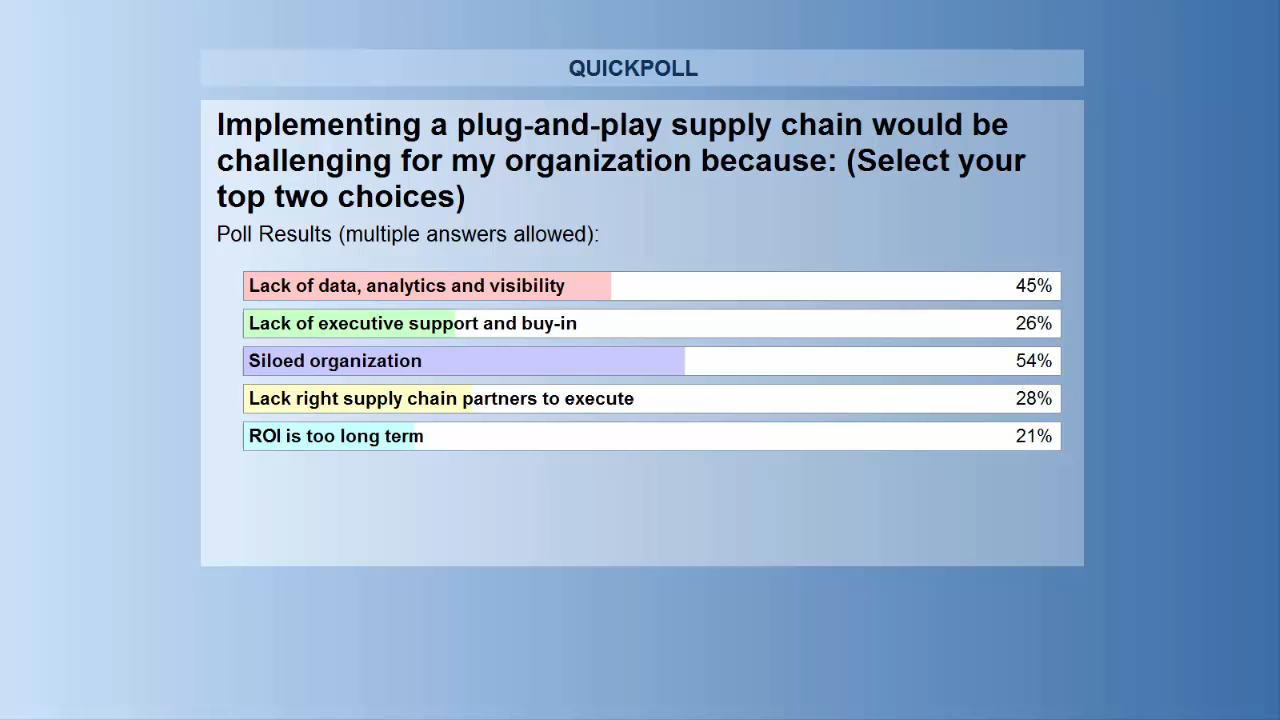 QUICKPOLL
Implementing a plug-and-play supply chain would be
challenging for my organization because: (Select your
top two choices)
Poll Results (multiple answers allowed):
Lack of data, analytics and visibility 45%
Lack of executive support and buy-in 26%
Siloed organization 54%
Lack right supply chain partners to execute 28%
ROI is too long term 21%